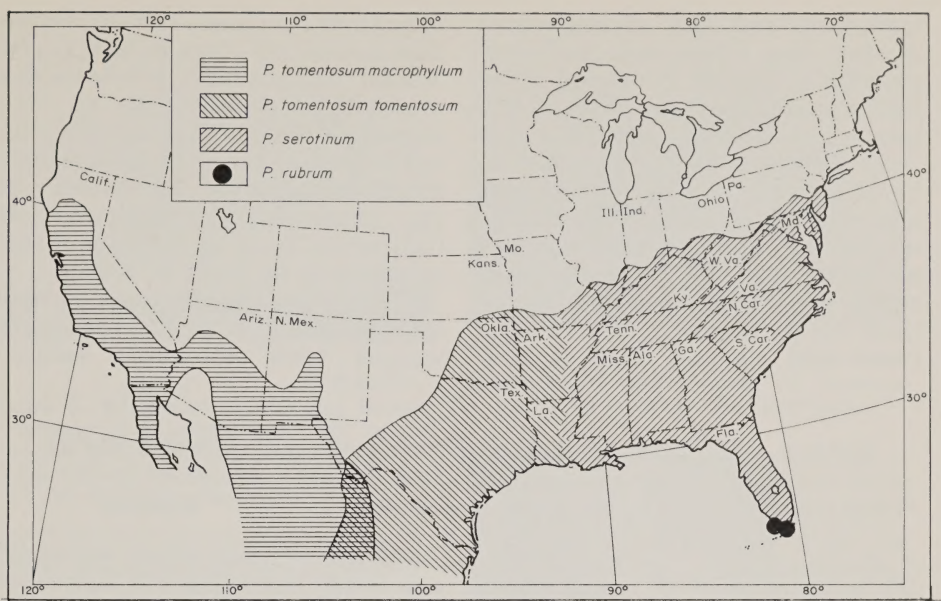 120° 110° 100° 90° 80° 70°
P. tomentosum macrophyllum
P. tomentosum tomentosum
P. serotinum
P. rubrum
Calif.
Pa.
Ohio
40° 40°
Ill. Ind.
Md.
Mo.
W. Va.
Kans.
Va.
Ky.
N. Car.
Ariz. N. Mex.
Okla.
Ark.
Tenn.
S. Car.
Miss. Ala. Ga.
Tex.
La.
30° 30°
Fla.
120° 110° 100° 90° 80°